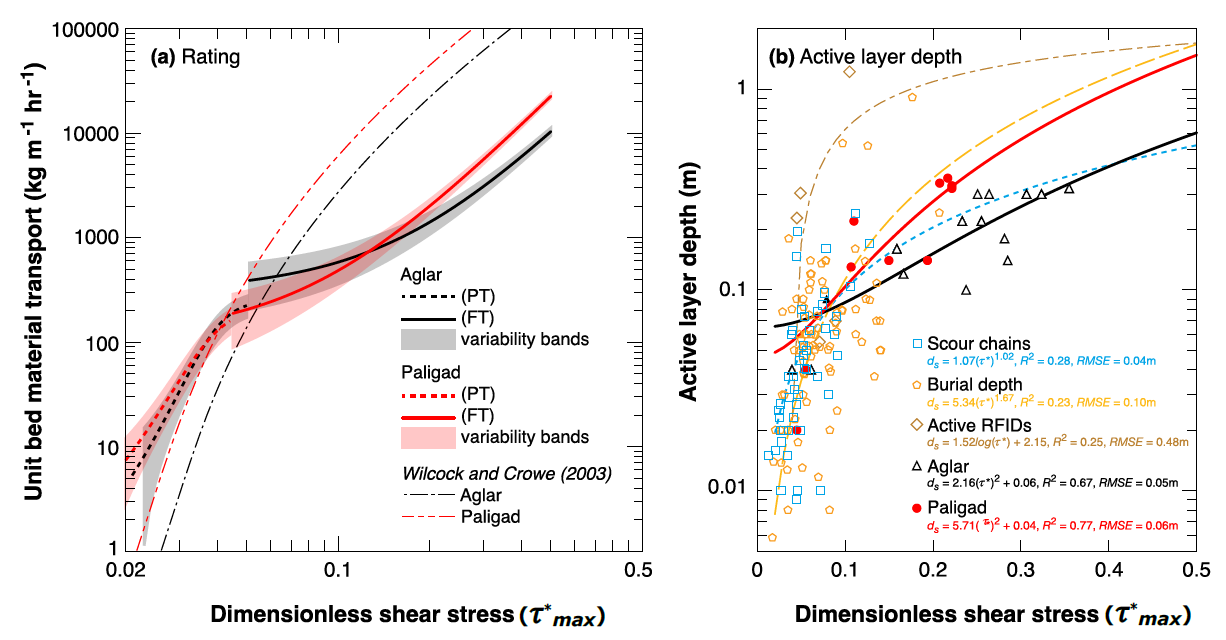 (a) Rating
Unit bed material transport (kg m⁻¹ hr⁻¹)
100000
10000
1000
100
10
1
Aglar
(PT)
(FT)
variability bands
Paligad
(PT)
(FT)
variability bands
Wilcock and Crowe (2003)
Aglar
Paligad
0.02
0.1
0.5
Dimensionless shear stress (τ*max)
(b) Active layer depth
Active layer depth (m)
1
0.1
0.01
Scour chains
ds = 1.07(τ*)^1.02, R² = 0.28, RMSE = 0.04m
Burial depth
ds = 5.34(τ*)^1.67, R² = 0.23, RMSE = 0.10m
Active RFIDs
ds = 1.52log(τ*) + 2.15, R² = 0.25, RMSE = 0.48m
Aglar
ds = 2.16(τ*)² + 0.06, R² = 0.67, RMSE = 0.05m
Paligad
ds = 5.71(τ*)² + 0.04, R² = 0.77, RMSE = 0.06m
0
0.1
0.2
0.3
0.4
0.5
Dimensionless shear stress (τ*max)